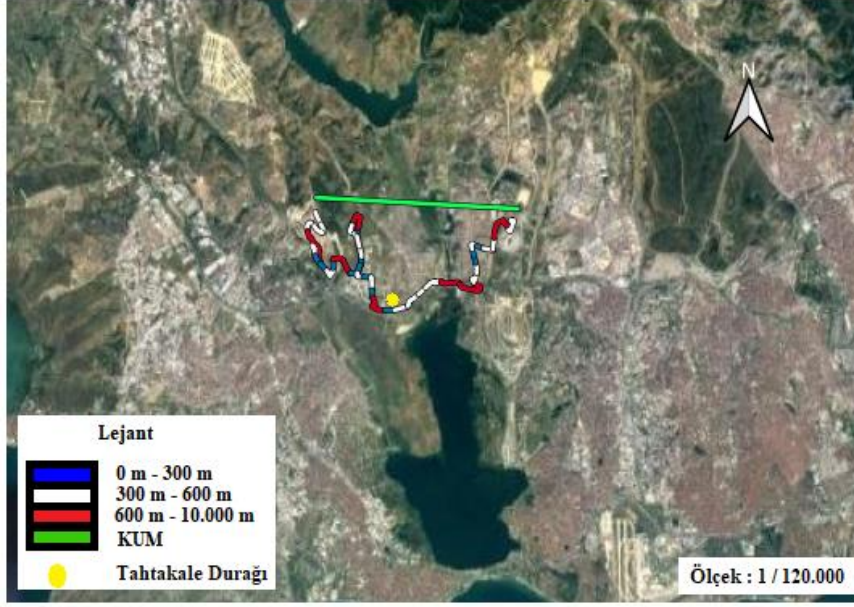 N
Lejant
0 m - 300 m
300 m - 600 m
600 m - 10.000 m
KUM
Tahtakale Durağı
Ölçek : 1 / 120.000